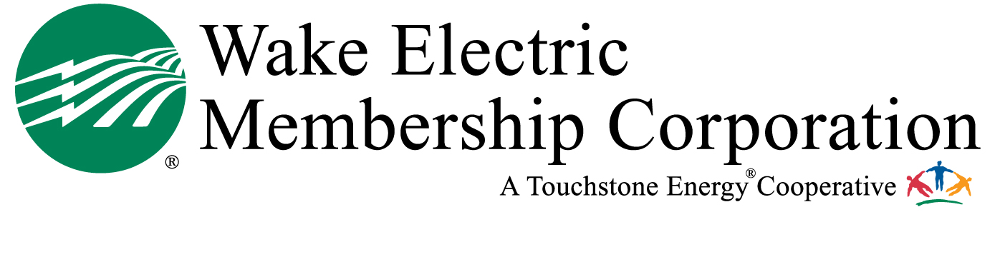 Wake Electric
Membership Corporation
®
A Touchstone Energy® Cooperative